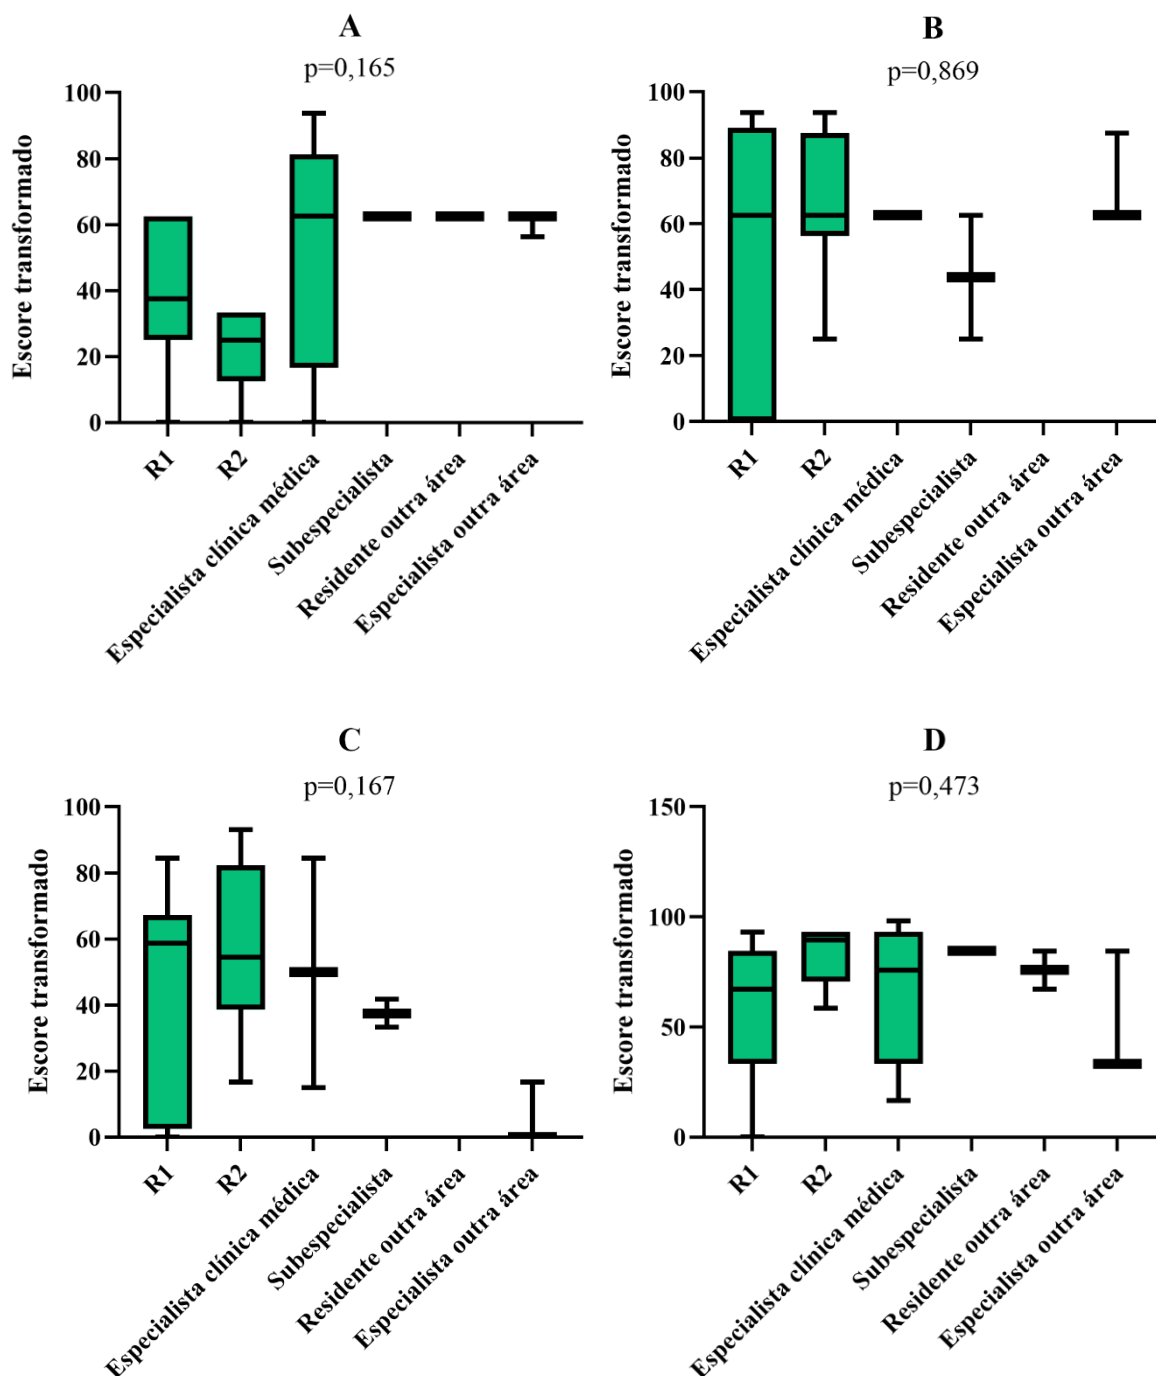 A
p=0,165
Escore transformado
100
80
60
40
20
0
R1
R2
Especialista clínica médica
Subespecialista
Residente outra área
Especialista outra área
B
p=0,869
Escore transformado
100
80
60
40
20
0
R1
R2
Especialista clínica médica
Subespecialista
Residente outra área
Especialista outra área
C
p=0,167
Escore transformado
100
80
60
40
20
0
R1
R2
Especialista clínica médica
Subespecialista
Residente outra área
Especialista outra área
D
p=0,473
Escore transformado
150
100
50
0
R1
R2
Especialista clínica médica
Subespecialista
Residente outra área
Especialista outra área